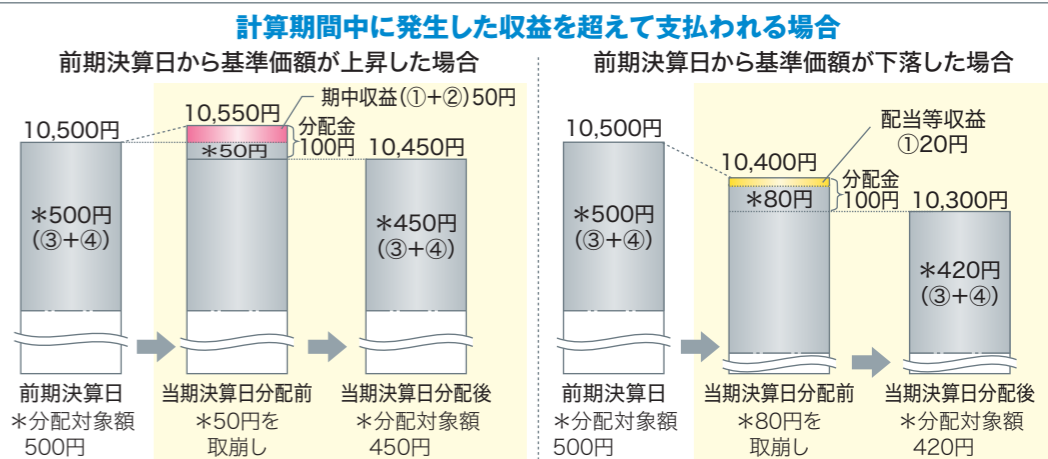 計算期間中に発生した収益を超えて支払われる場合
前期決算日から基準価額が上昇した場合
10,500円
10,550円
期中収益(①+②)50円
分配金
100円
*50円
10,450円
*500円
(③+④)
*450円
(③+④)
前期決算日
*分配対象額
500円
当期決算日分配前
*50円を
取崩し
当期決算日分配後
*分配対象額
450円
前期決算日から基準価額が下落した場合
10,500円
配当等収益
①20円
10,400円
分配金
100円
*80円
10,300円
*500円
(③+④)
*420円
(③+④)
前期決算日
*分配対象額
500円
当期決算日分配前
*80円を
取崩し
当期決算日分配後
*分配対象額
420円